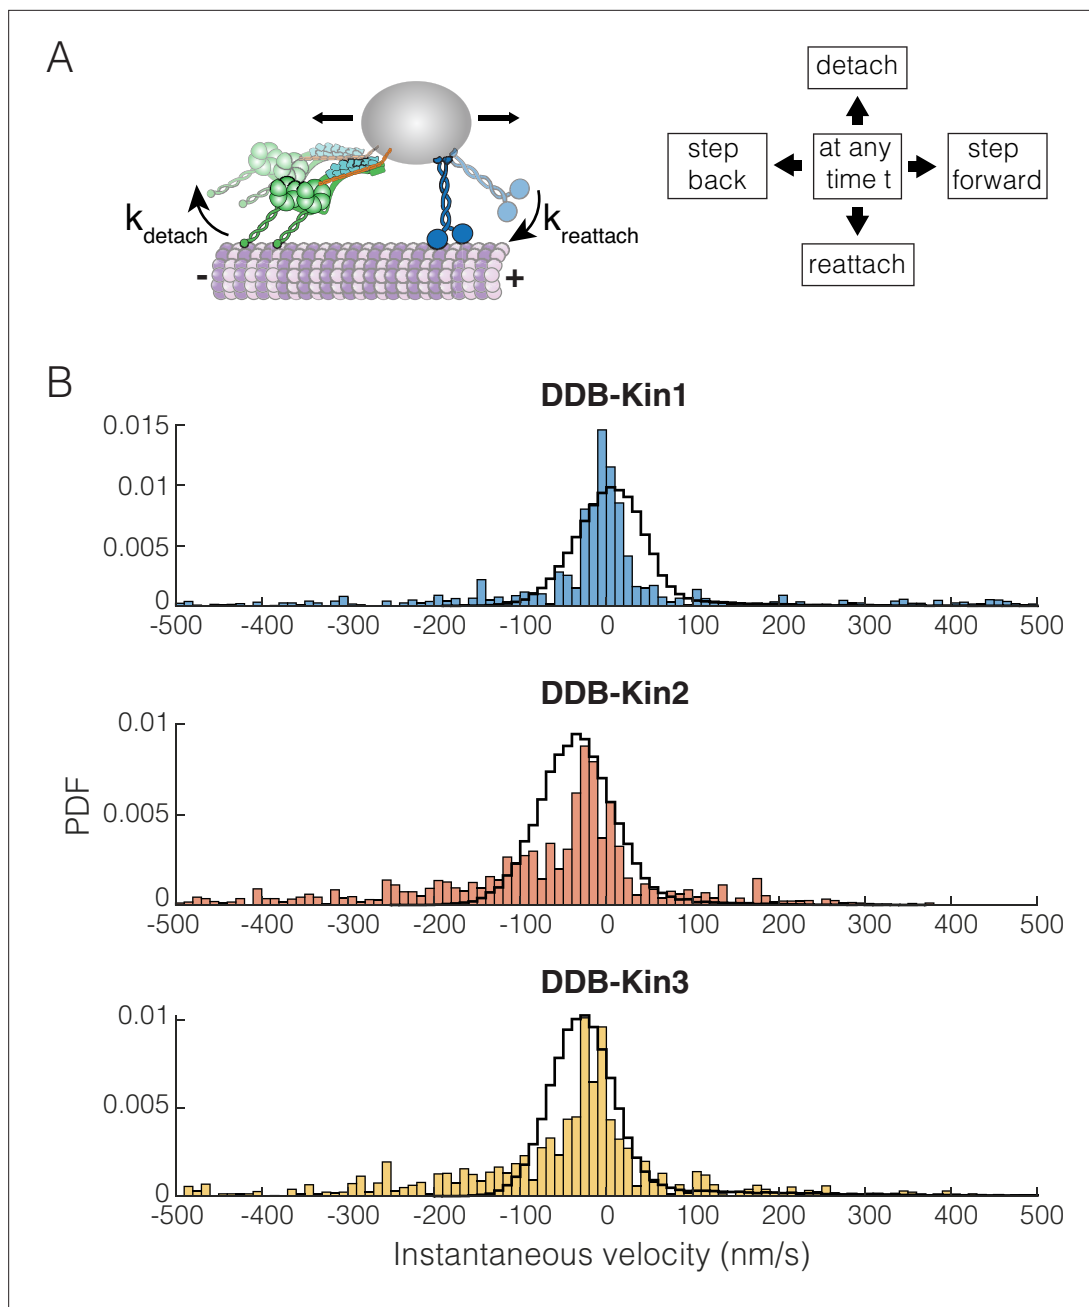 A
k detach
k reattach
-
+
detach
step
back
at any
time t
step
forward
reattach
B
DDB-Kin1
0.015
0.01
0.005
0
-500 -400 -300 -200 -100 0 100 200 300 400 500
DDB-Kin2
0.01
0.005
0
-500 -400 -300 -200 -100 0 100 200 300 400 500
PDF
DDB-Kin3
0.01
0.005
0
-500 -400 -300 -200 -100 0 100 200 300 400 500
Instantaneous velocity (nm/s)